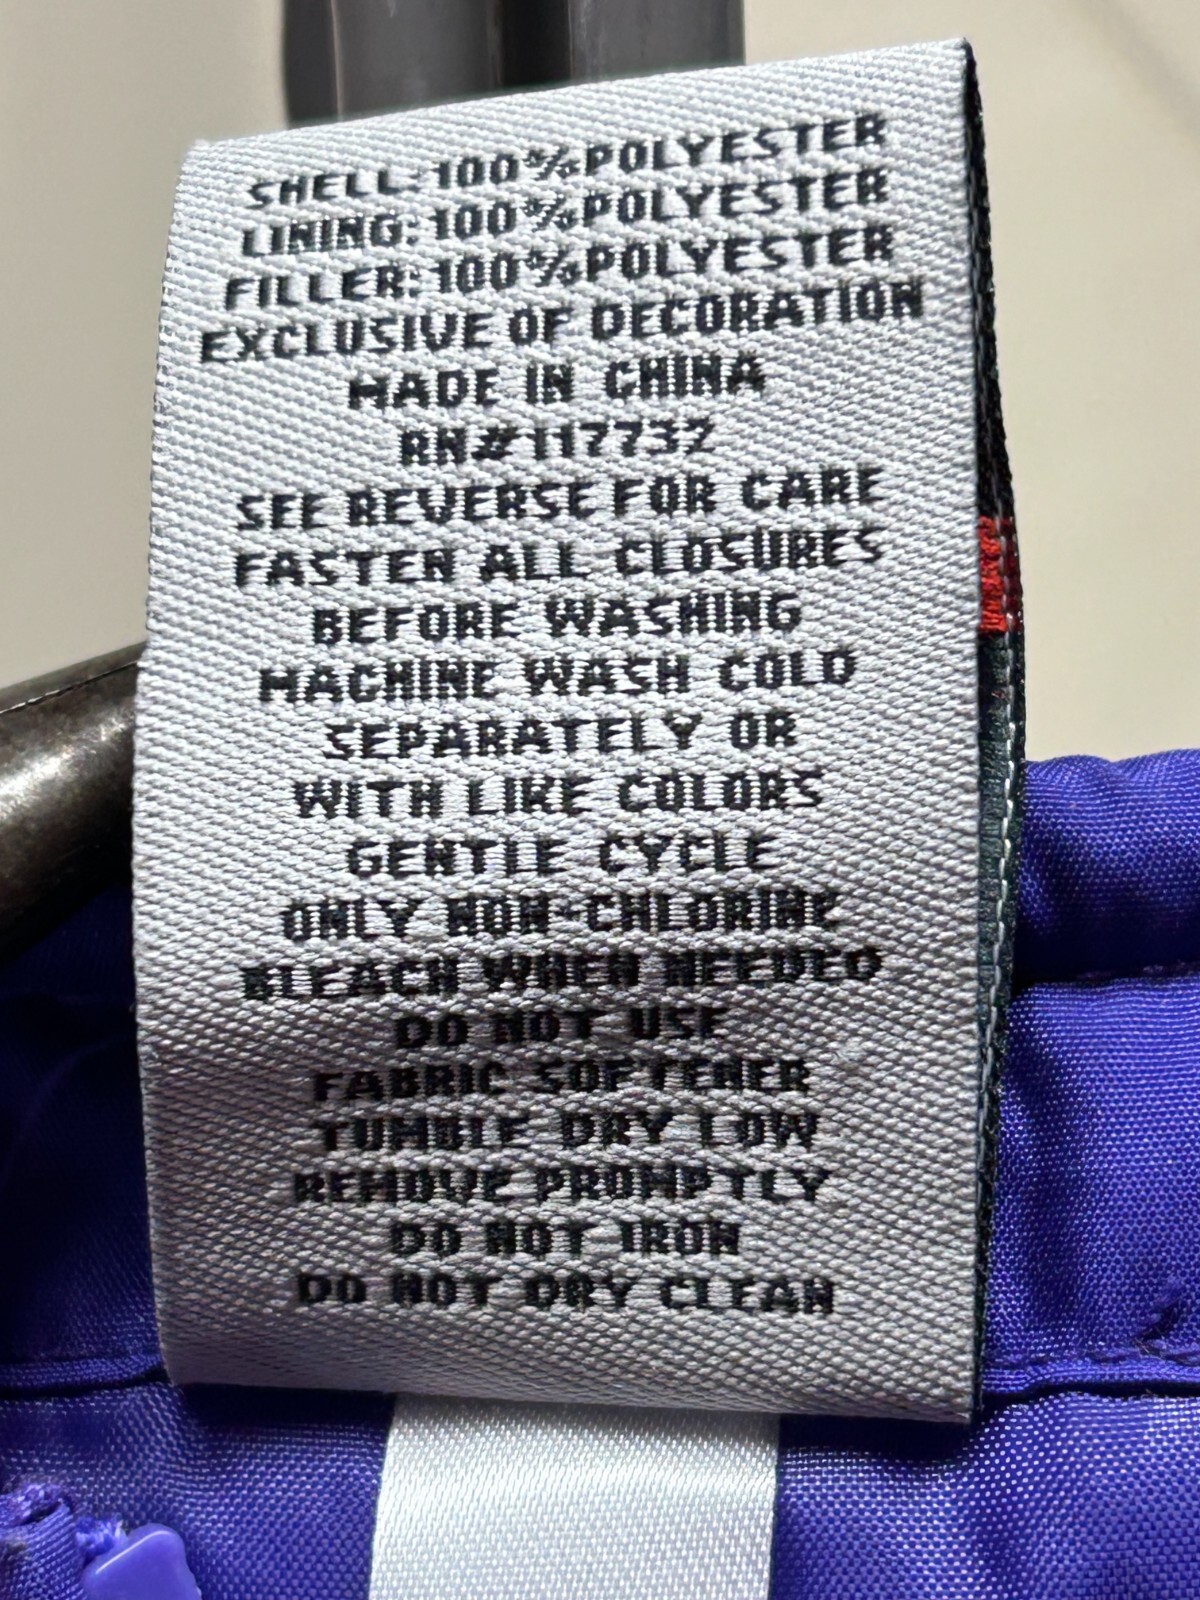 SHELL:100%POLYESTER
LINING:100%POLYESTER
FILLER:100%POLYESTER
EXCLUSIVE OF DECORATION
MADE IN CHINA
RN#117732
SEE REVERSE FOR CARE
FASTEN ALL CLOSURES
BEFORE WASHING
MACHINE WASH COLD
SEPARATELY OR
WITH LIKE COLORS
GENTLE CYCLE
ONLY NON-CHLORINE
BLEACH WHEN NEEDED
DO NOT USE
FABRIC SOFTENER
TUMBLE DRY LOW
REMOVE PROMPTLY
DO NOT IRON
DO NOT DRY CLEAN